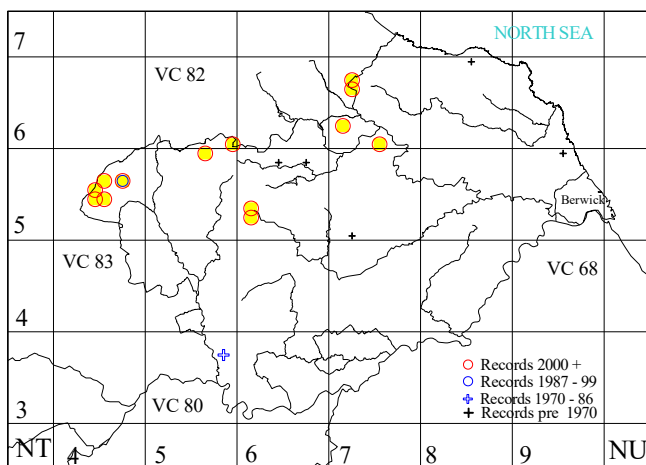 7
NORTH SEA
VC 82
6
Berwick
5
VC 83
VC 68
4
Records 2000 +
Records 1987 - 99
VC 80
Records 1970 - 86
3
Records pre 1970
NT 4 5 6 7 8 9 NU